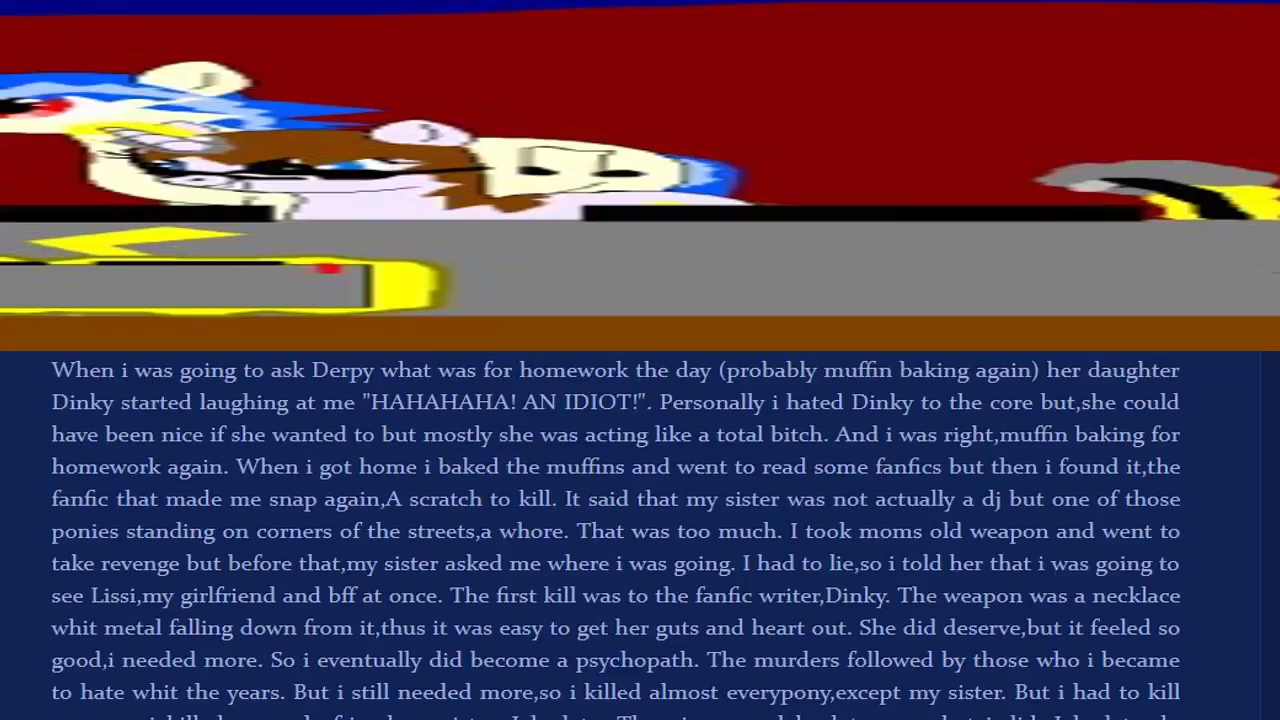 When i was going to ask Derpy what was for homework the day (probably muffin baking again) her daughter
Dinky started laughing at me "HAHAHAHA! AN IDIOT!". Personally i hated Dinky to the core but,she could
have been nice if she wanted to but mostly she was acting like a total bitch. And i was right,muffin baking for
homework again. When i got home i baked the muffins and went to read some fanfics but then i found it,the
fanfic that made me snap again,A scratch to kill. It said that my sister was not actually a dj but one of those
ponies standing on corners of the streets,a whore. That was too much. I took moms old weapon and went to
take revenge but before that,my sister asked me where i was going. I had to lie,so i told her that i was going to
see Lissi,my girlfriend and bff at once. The first kill was to the fanfic writer,Dinky. The weapon was a necklace
whit metal falling down from it,thus it was easy to get her guts and heart out. She did deserve,but it feeled so
good,i needed more. So i eventually did become a psychopath. The murders followed by those who i became
to hate whit the years. But i still needed more,so i killed almost everypony,except my sister. But i had to kill